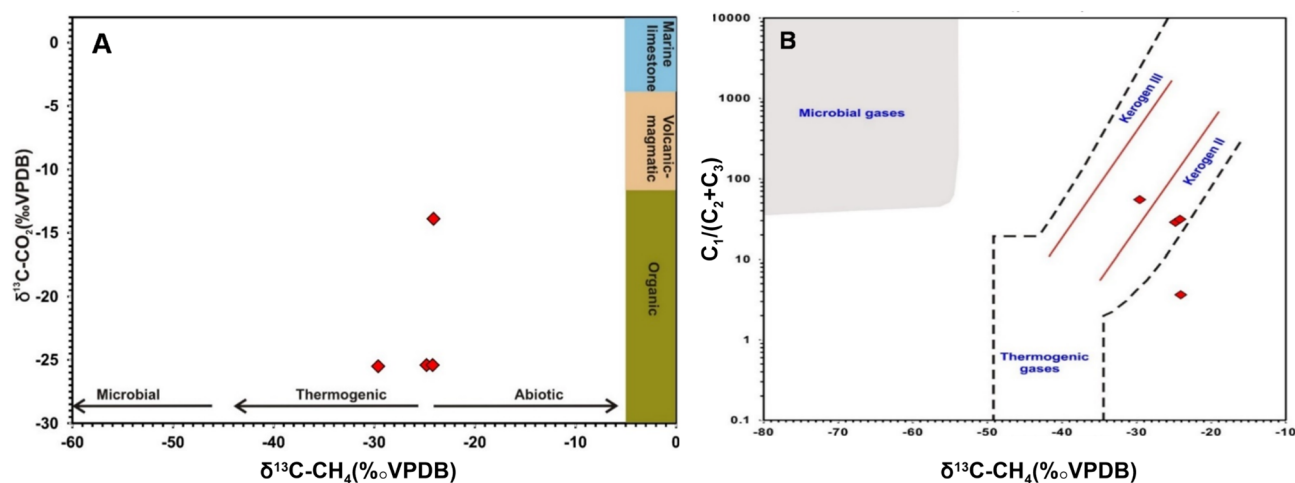 A
0
-5
-10
-15
-20
-25
-30
δ¹³C-CO₂(‰VPDB)
Marine
limestone
Volcanic-
magmatic
Organic
Microbial
Thermogenic
Abiotic
-60
-50
-40
-30
-20
-10
0
δ¹³C-CH₄(‰VPDB)
B
10000
1000
100
10
1
0.1
C₁/(C₂+C₃)
Microbial gases
Kerogen III
Kerogen II
Thermogenic
gases
-80
-70
-60
-50
-40
-30
-20
-10
δ¹³C-CH₄(‰VPDB)